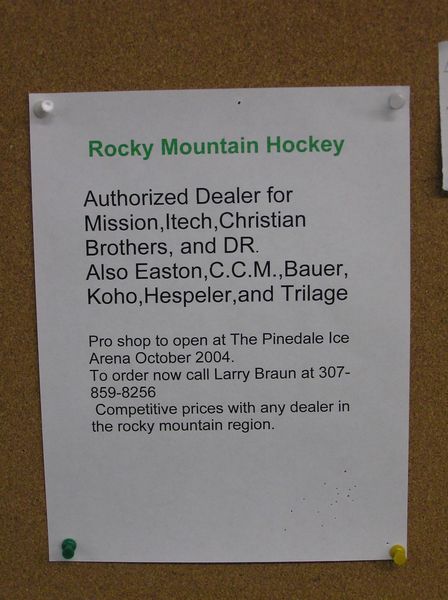 Rocky Mountain Hockey
Authorized Dealer for
Mission,Itech,Christian
Brothers, and DR.
Also Easton,C.C.M.,Bauer,
Koho,Hespeler,and Trilage
Pro shop to open at The Pinedale Ice
Arena October 2004.
To order now call Larry Braun at 307-
859-8256
Competitive prices with any dealer in
the rocky mountain region.